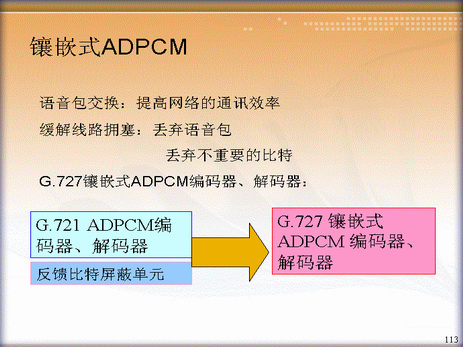 镶嵌式ADPCM
语音包交换：提高网络的通讯效率
缓解线路拥塞：丢弃语音包
丢弃不重要的比特
G.727镶嵌式ADPCM编码器、解码器：
G.721 ADPCM编
码器、解码器
反馈比特屏蔽单元
G.727 镶嵌式
ADPCM 编码器、
解码器
113